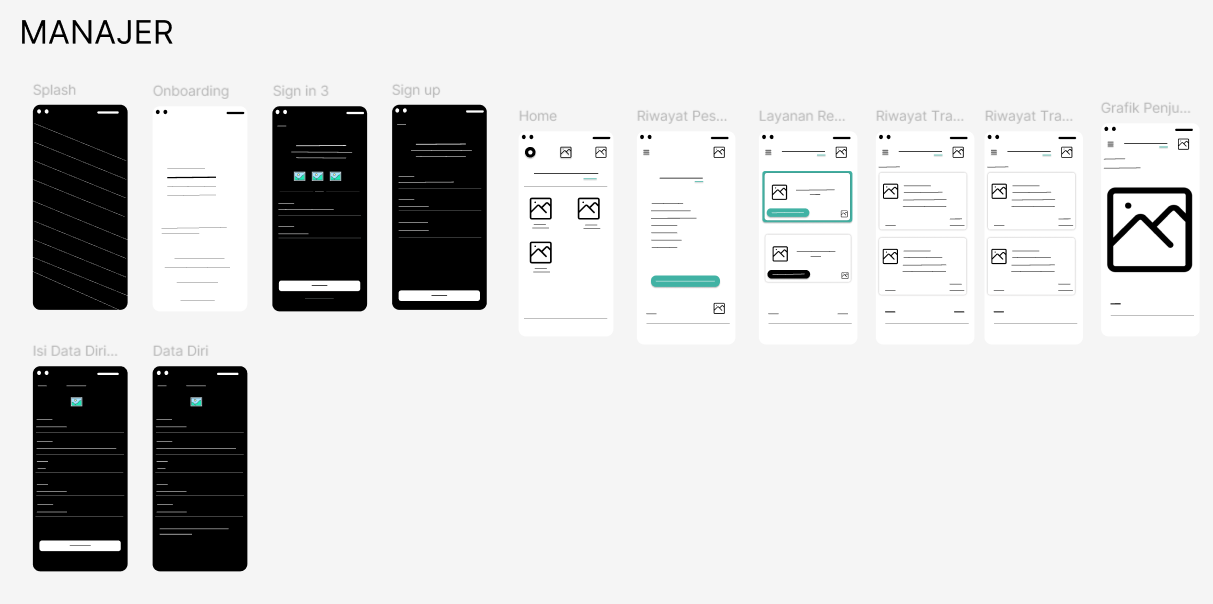 MANAJER
Splash
Onboarding
Sign in 3
Sign up
Home
Riwayat Pes...
Layanan Re...
Riwayat Tra...
Riwayat Tra...
Grafik Penju...
Isi Data Diri...
Data Diri